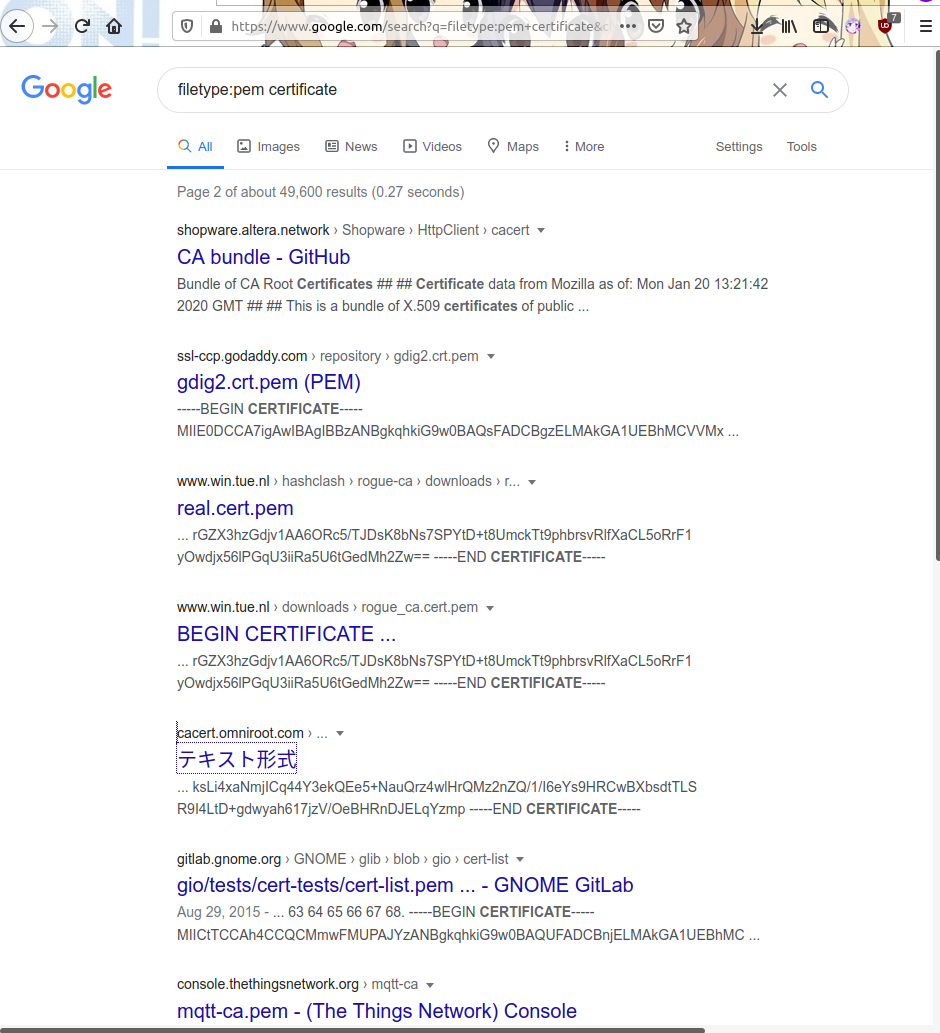 https://www.google.com/search?q=filetype:pem+certificate&c
7
Google
filetype:pem certificate
All Images News Videos Maps More Settings Tools
Page 2 of about 49,600 results (0.27 seconds)
shopware.altera.network › Shopware › HttpClient › cacert
CA bundle - GitHub
Bundle of CA Root Certificates ## ## Certificate data from Mozilla as of: Mon Jan 20 13:21:42
2020 GMT ## ## This is a bundle of X.509 certificates of public ...
ssl-ccp.godaddy.com › repository › gdig2.crt.pem
gdig2.crt.pem (PEM)
-----BEGIN CERTIFICATE-----
MIIE0DCCA7igAwIBAgIBBzANBgkqhkiG9w0BAQsFADCBgzELMAkGA1UEBhMCVVMx ...
www.win.tue.nl › hashclash › rogue-ca › downloads › r...
real.cert.pem
... rGZX3hzGdjv1AA6ORc5/TJDsK8bNs7SPYtD+t8UmckTt9phbrsvRlfXaCL5oRrF1
yOwdjx56lPGqU3iiRa5U6tGedMh2Zw== -----END CERTIFICATE-----
www.win.tue.nl › downloads › rogue_ca.cert.pem
BEGIN CERTIFICATE ...
... rGZX3hzGdjv1AA6ORc5/TJDsK8bNs7SPYtD+t8UmckTt9phbrsvRlfXaCL5oRrF1
yOwdjx56lPGqU3iiRa5U6tGedMh2Zw== -----END CERTIFICATE-----
cacert.omniroot.com › ...
テキスト形式
... ksLi4xaNmjICq44Y3ekQEe5+NauQrz4wlHrQMz2nZQ/1/I6eYs9HRCwBXbsdtTLS
R9I4LtD+gdwyah617jzV/OeBHRnDJELqYzmp -----END CERTIFICATE-----
gitlab.gnome.org › GNOME › glib › blob › gio › cert-list
gio/tests/cert-tests/cert-list.pem ... - GNOME GitLab
Aug 29, 2015 - ... 63 64 65 66 67 68. -----BEGIN CERTIFICATE-----
MIICtTCCAh4CCQCMmwFMUPAJYzANBgkqhkiG9w0BAQUFADCBnjELMAkGA1UEBhMC ...
console.thethingsnetwork.org › mqtt-ca
mqtt-ca.pem - (The Things Network) Console